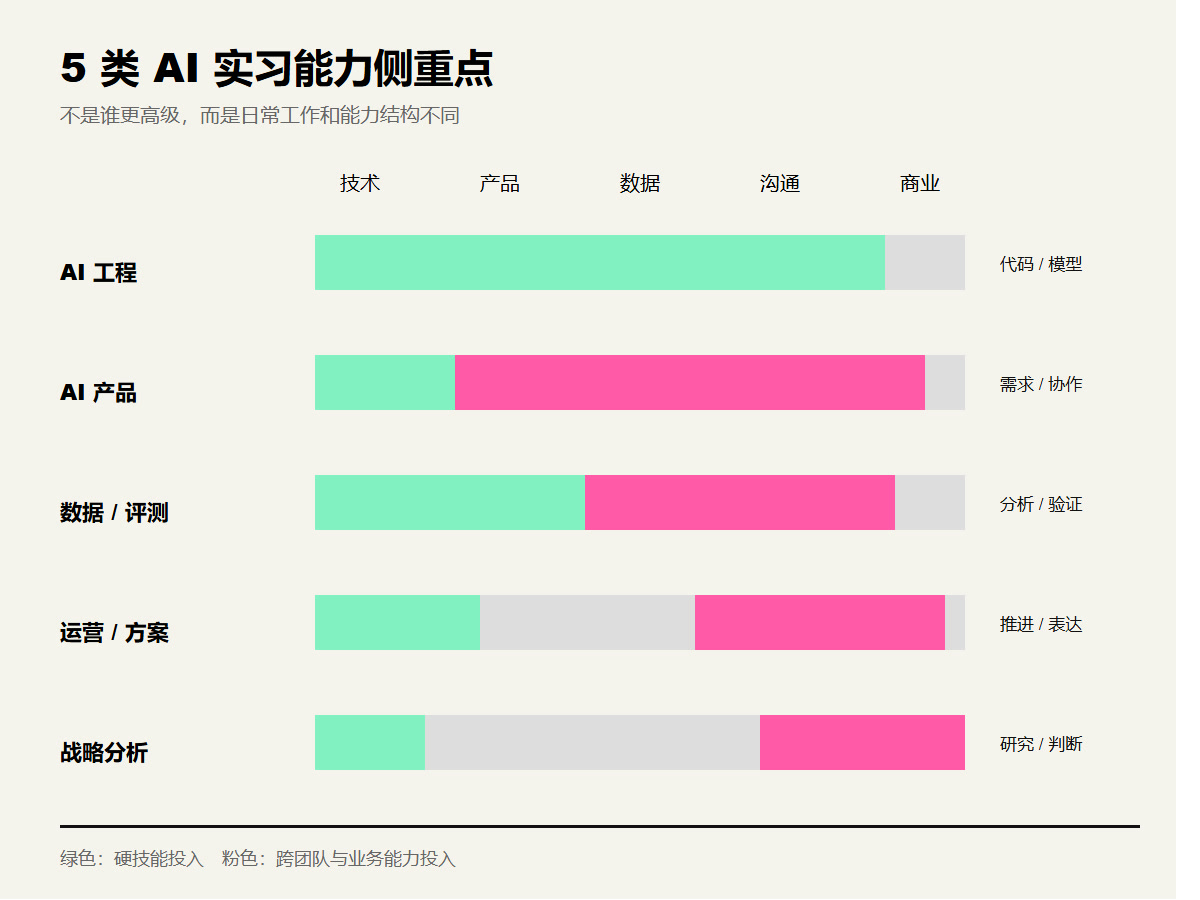 5 类 AI 实习能力侧重点
不是谁更高级，而是日常工作和能力结构不同
技术 产品 数据 沟通 商业
AI 工程 代码 / 模型
AI 产品 需求 / 协作
数据 / 评测 分析 / 验证
运营 / 方案 推进 / 表达
战略分析 研究 / 判断
绿色：硬技能投入 粉色：跨团队与业务能力投入